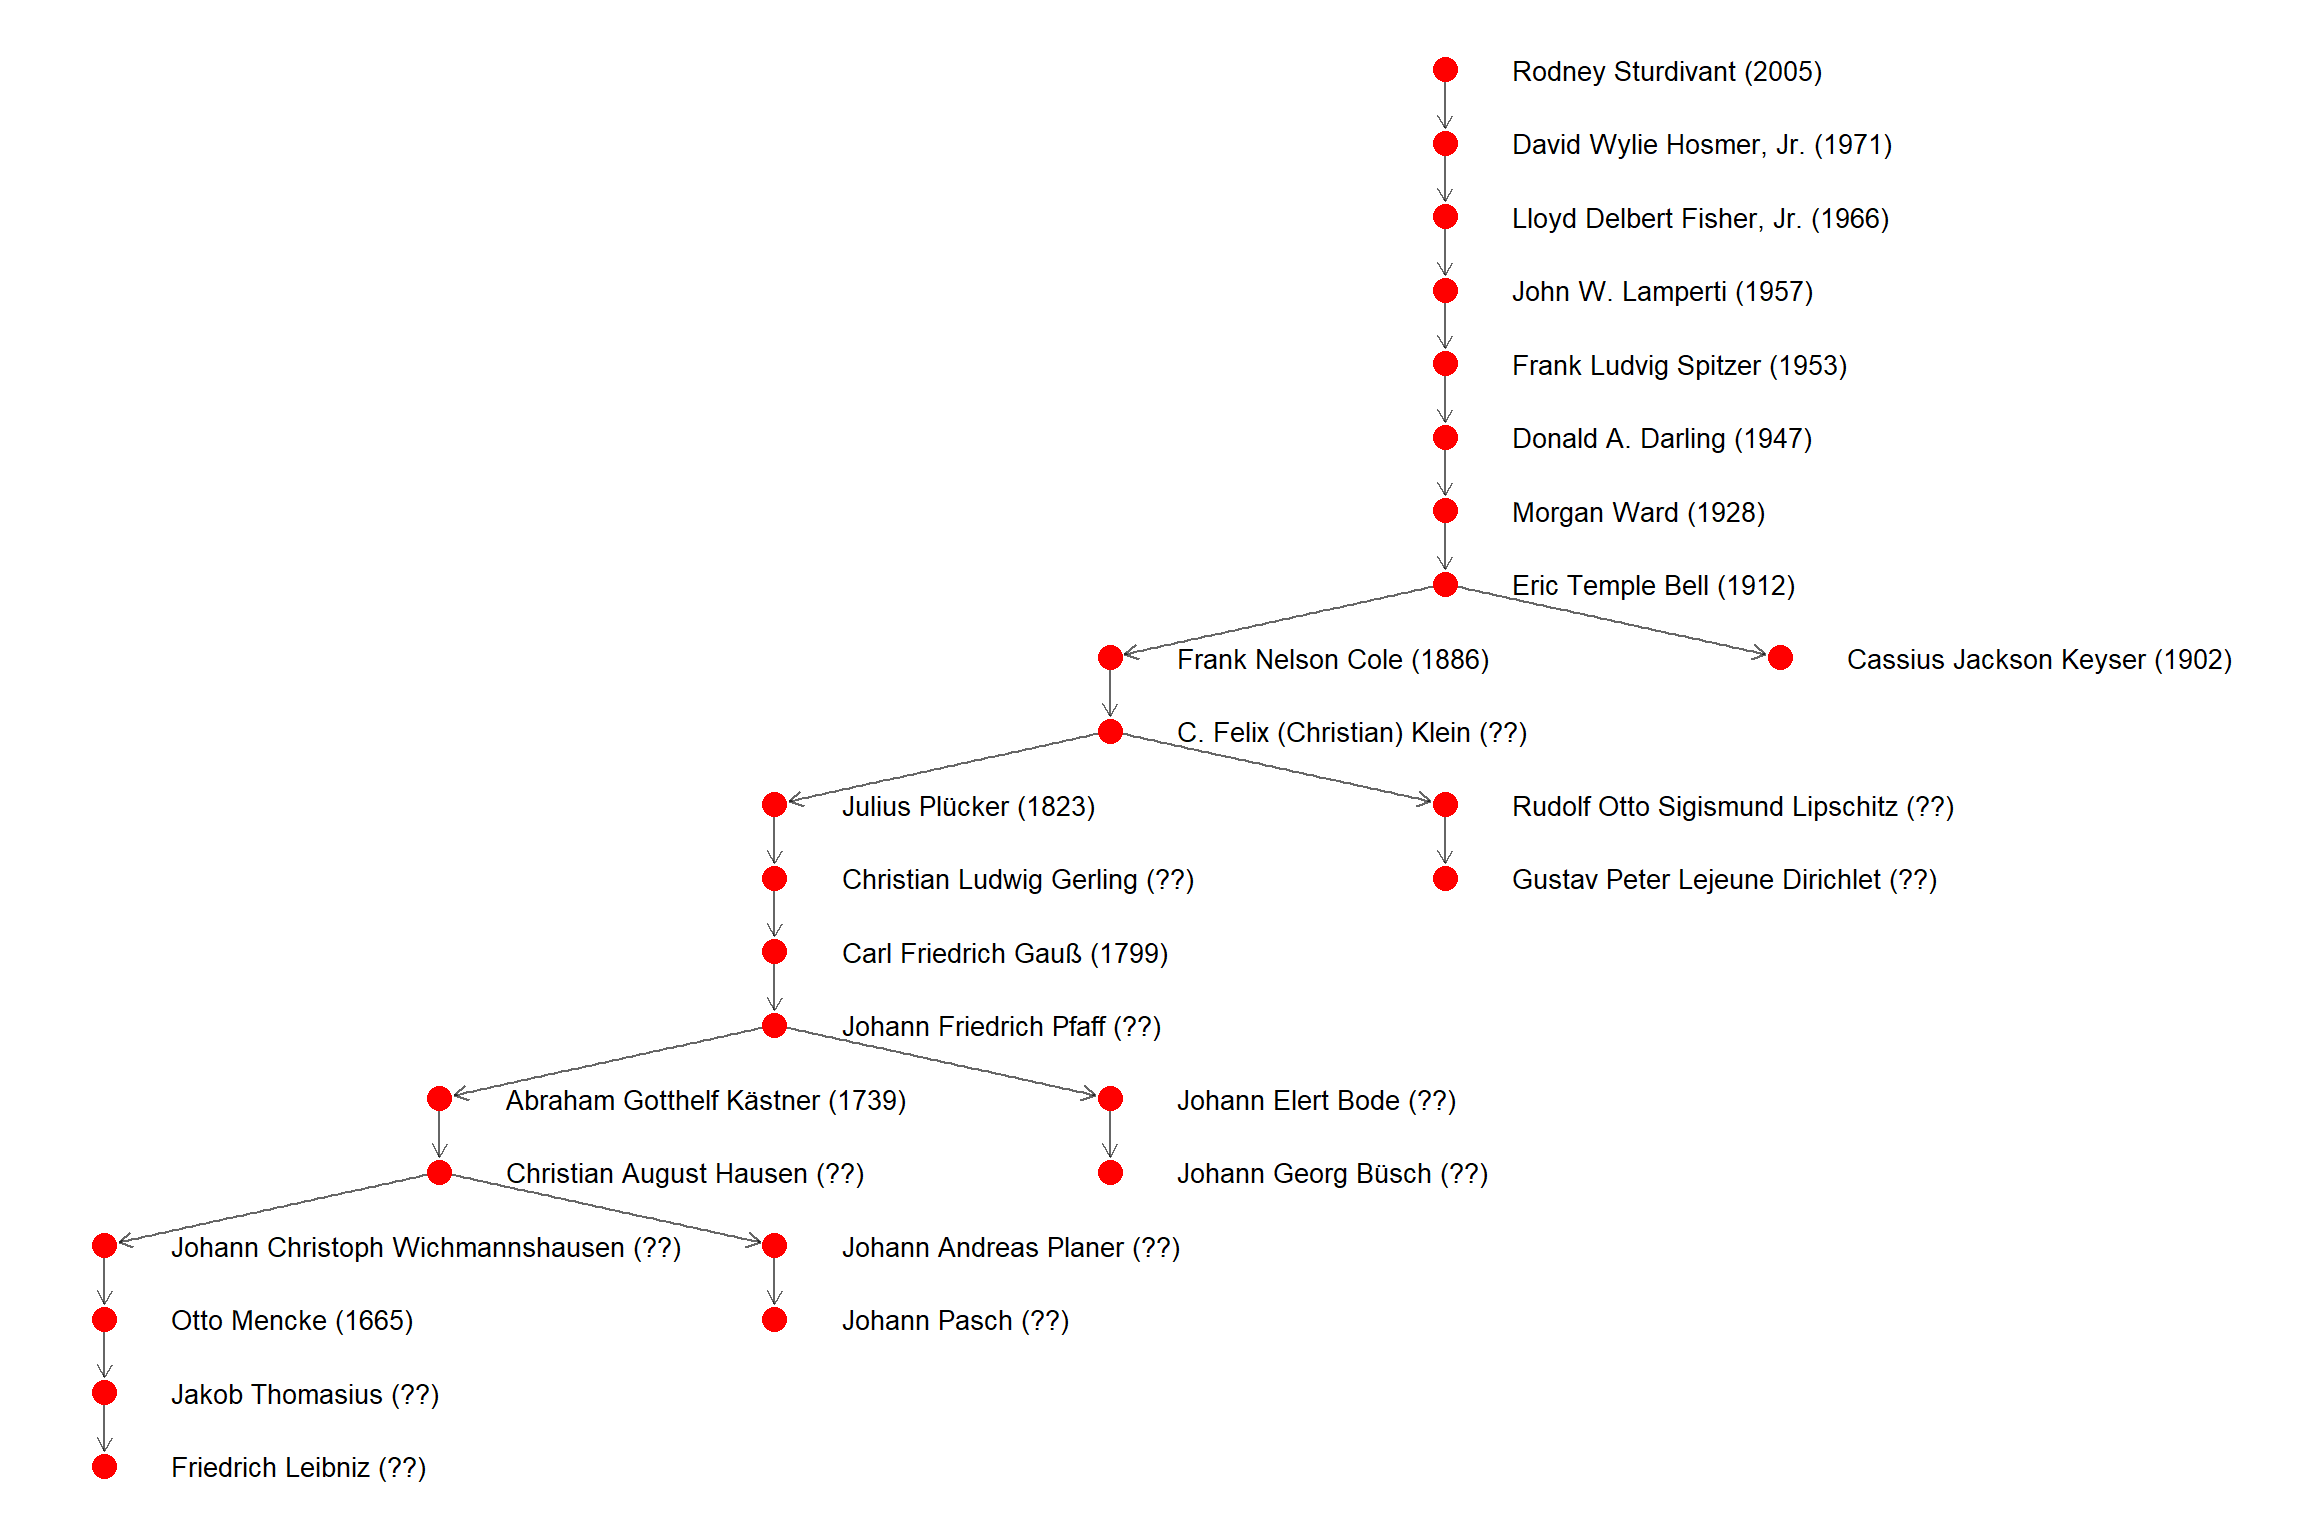 Rodney Sturdivant (2005)
David Wylie Hosmer, Jr. (1971)
Lloyd Delbert Fisher, Jr. (1966)
John W. Lamperti (1957)
Frank Ludvig Spitzer (1953)
Donald A. Darling (1947)
Morgan Ward (1928)
Eric Temple Bell (1912)
Frank Nelson Cole (1886)
Cassius Jackson Keyser (1902)
C. Felix (Christian) Klein (??)
Julius Plücker (1823)
Rudolf Otto Sigismund Lipschitz (??)
Christian Ludwig Gerling (??)
Gustav Peter Lejeune Dirichlet (??)
Carl Friedrich Gauß (1799)
Johann Friedrich Pfaff (??)
Abraham Gotthelf Kästner (1739)
Johann Elert Bode (??)
Christian August Hausen (??)
Johann Georg Büsch (??)
Johann Christoph Wichmannshausen (??)
Johann Andreas Planer (??)
Otto Mencke (1665)
Johann Pasch (??)
Jakob Thomasius (??)
Friedrich Leibniz (??)